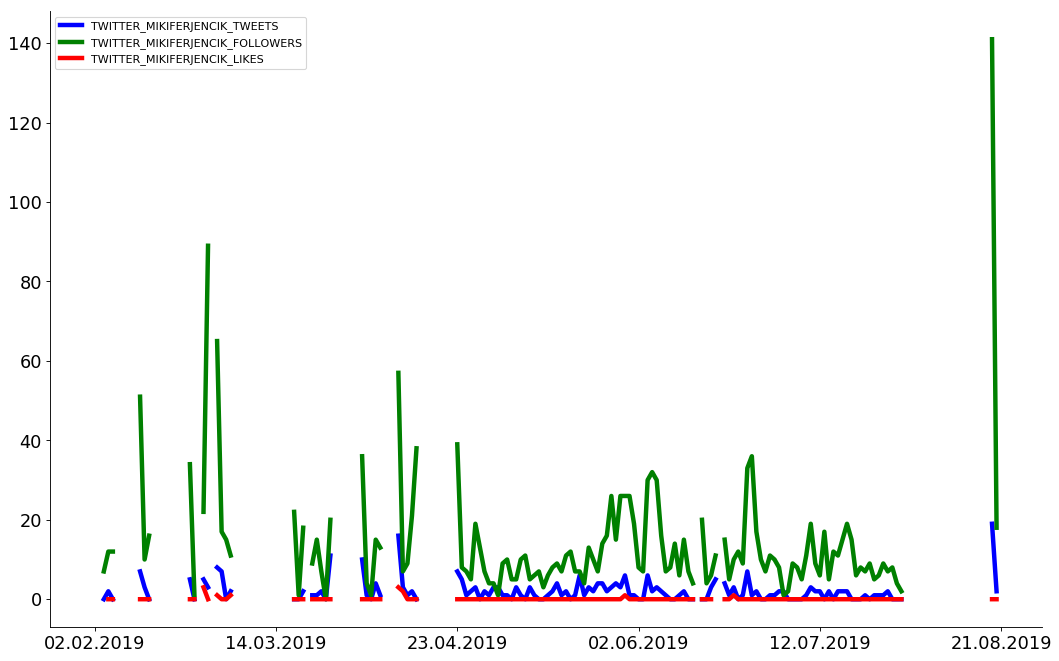 TWITTER_MIKIFERJENCIK_TWEETS
TWITTER_MIKIFERJENCIK_FOLLOWERS
TWITTER_MIKIFERJENCIK_LIKES
140
120
100
80
60
40
20
0
02.02.2019 14.03.2019 23.04.2019 02.06.2019 12.07.2019 21.08.2019